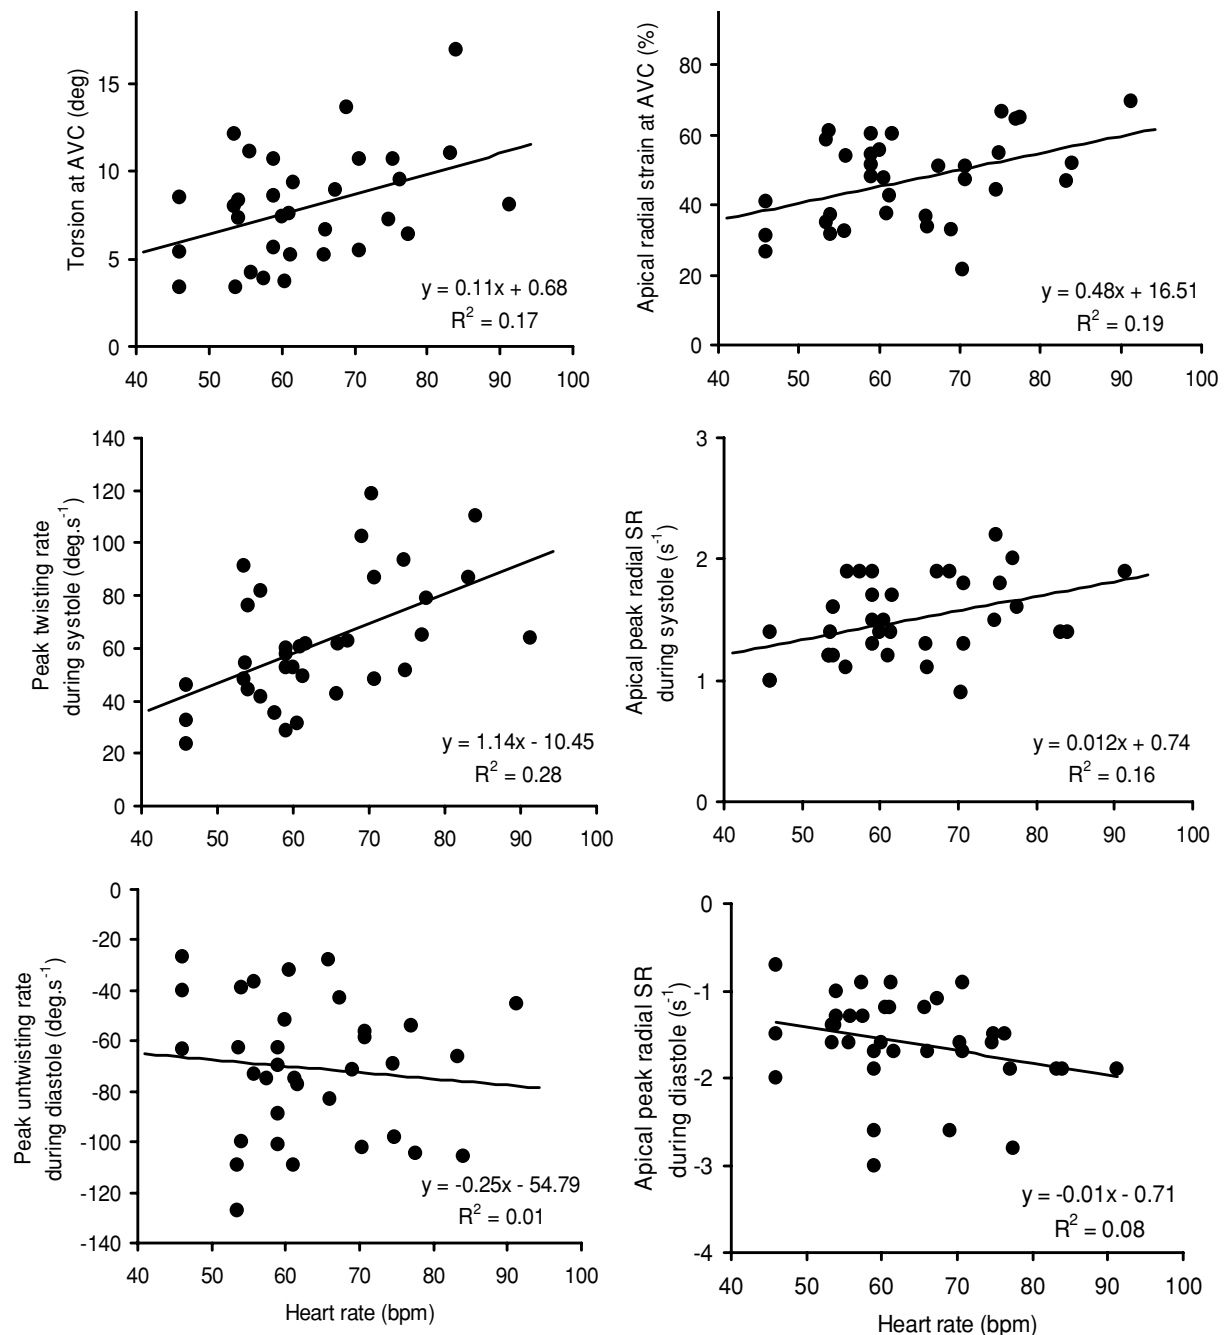 Torsion at AVC (deg)
15
10
5
0
40 50 60 70 80 90 100
y = 0.11x + 0.68
R² = 0.17
Apical radial strain at AVC (%)
80
60
40
20
0
40 50 60 70 80 90 100
y = 0.48x + 16.51
R² = 0.19
Peak twisting rate
during systole (deg.s⁻¹)
140
120
100
80
60
40
20
0
40 50 60 70 80 90 100
y = 1.14x - 10.45
R² = 0.28
Apical peak radial SR
during systole (s⁻¹)
3
2
1
0
40 50 60 70 80 90 100
y = 0.012x + 0.74
R² = 0.16
Peak untwisting rate
during diastole (deg.s⁻¹)
0
-20
-40
-60
-80
-100
-120
-140
40 50 60 70 80 90 100
y = -0.25x - 54.79
R² = 0.01
Heart rate (bpm)
Apical peak radial SR
during diastole (s⁻¹)
0
-1
-2
-3
-4
40 50 60 70 80 90 100
y = -0.01x - 0.71
R² = 0.08
Heart rate (bpm)